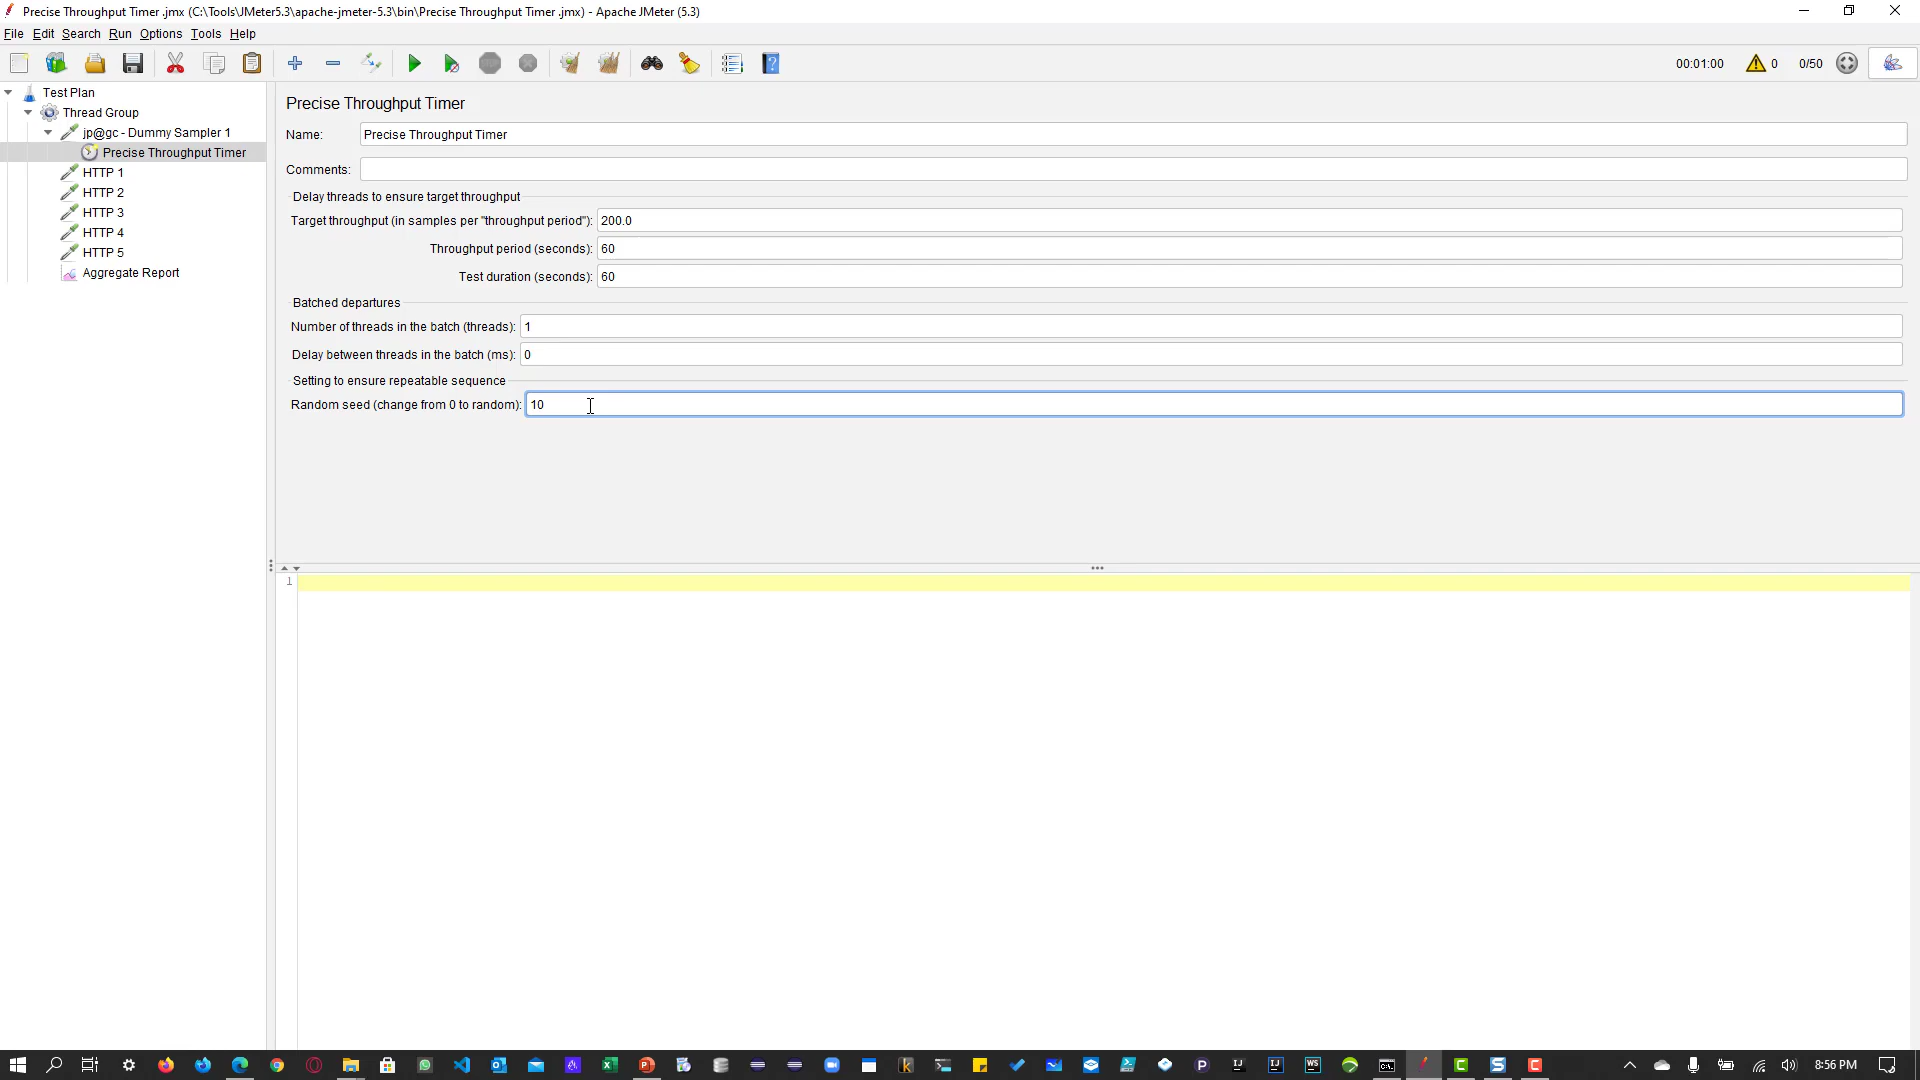 Precise Throughput Timer .jmx (C:\Tools\JMeter5.3\apache-jmeter-5.3\bin\Precise Throughput Timer .jmx) - Apache JMeter (5.3)
File Edit Search Run Options Tools Help
00:01:00 0 0/50
Test Plan
Thread Group
jp@gc - Dummy Sampler 1
Precise Throughput Timer
HTTP 1
HTTP 2
HTTP 3
HTTP 4
HTTP 5
Aggregate Report
Precise Throughput Timer
Name: Precise Throughput Timer
Comments:
Delay threads to ensure target throughput
Target throughput (in samples per "throughput period"): 200.0
Throughput period (seconds): 60
Test duration (seconds): 60
Batched departures
Number of threads in the batch (threads): 1
Delay between threads in the batch (ms): 0
Setting to ensure repeatable sequence
Random seed (change from 0 to random): 10
1
8:56 PM